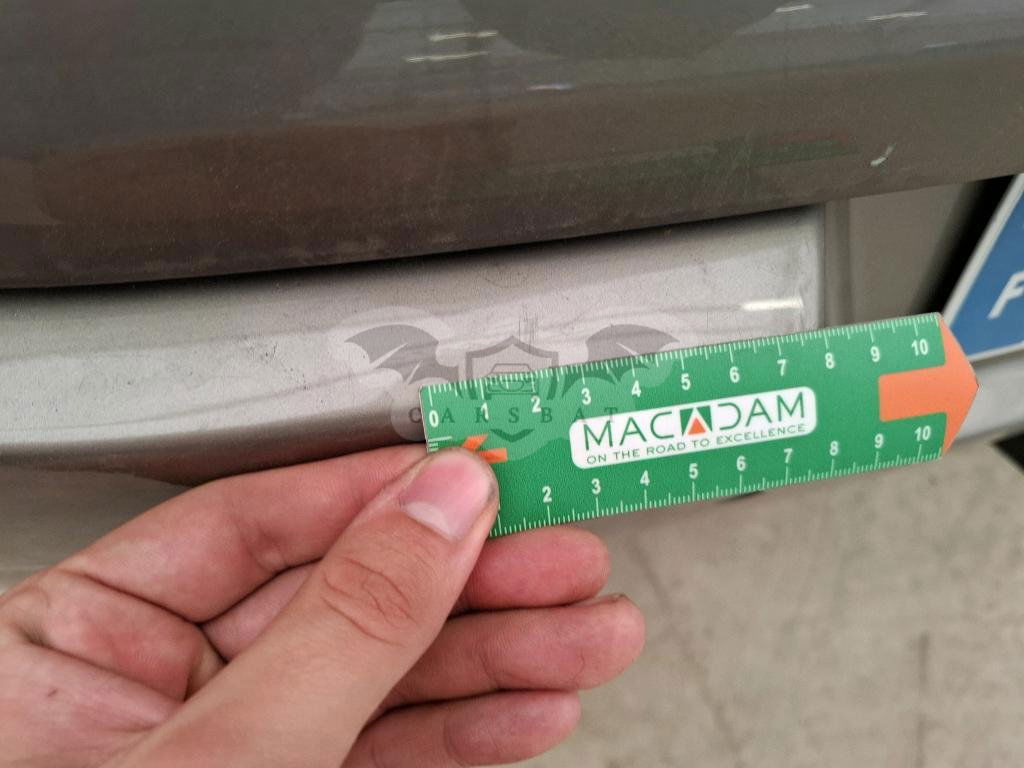 0 1 2 3 4 5 6 7 8 9 10
CARSBAT
MACADAM
ON THE ROAD TO EXCELLENCE
2 3 4 5 6 7 8 9 10
F